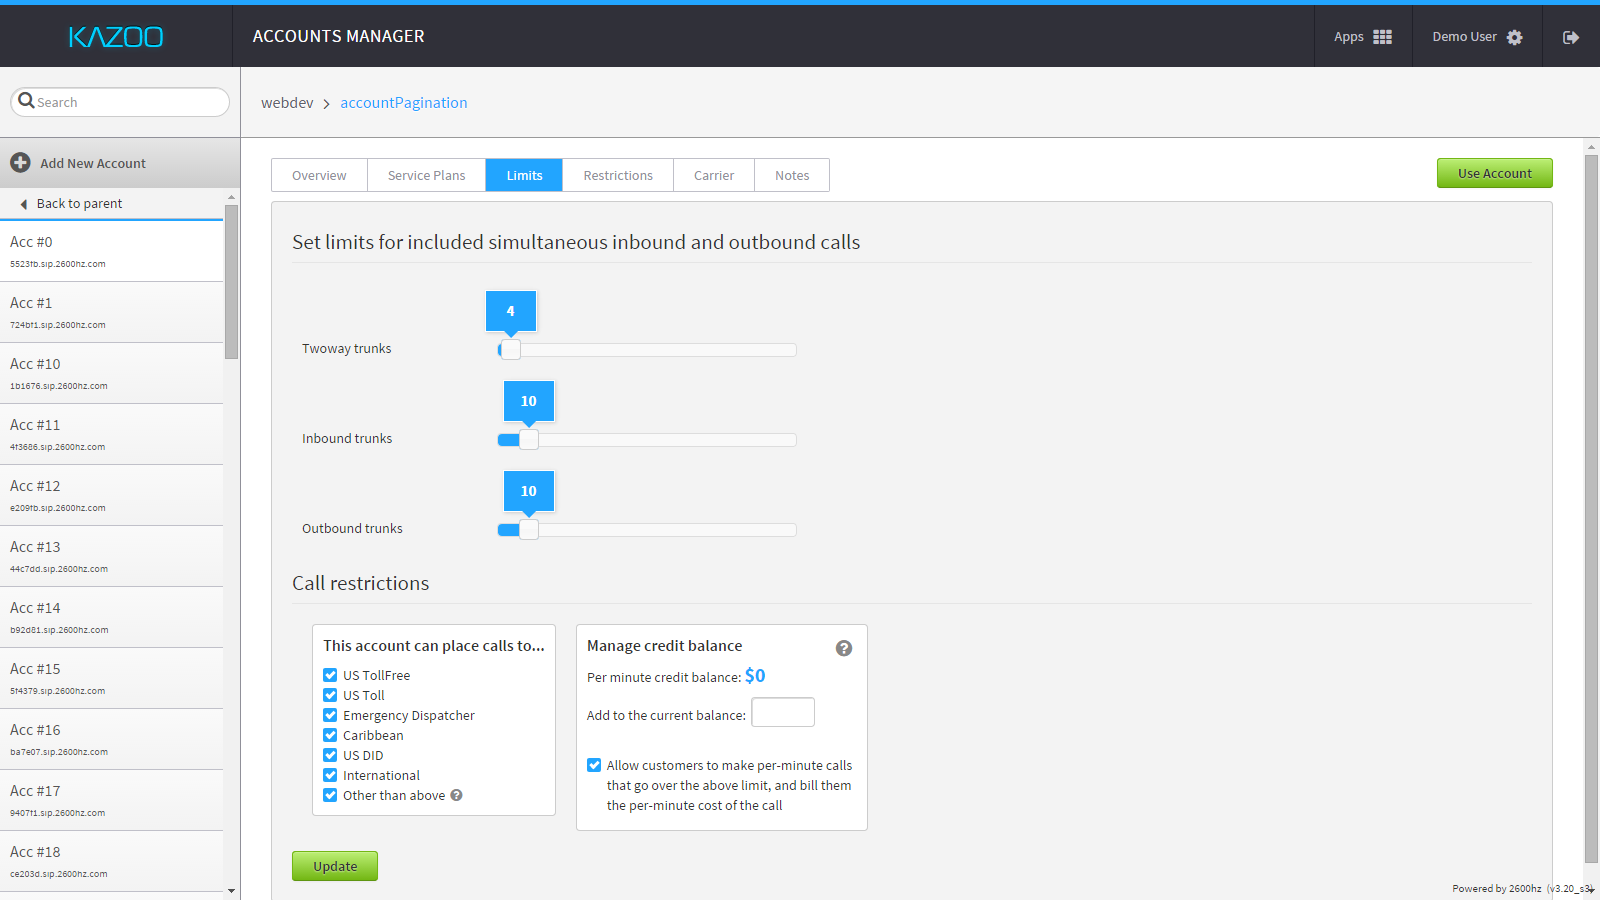 KAZOO
ACCOUNTS MANAGER
Apps
Demo User
Search
webdev > accountPagination
Add New Account
Back to parent
Acc #0
5523fb.sip.2600hz.com
Acc #1
724bf1.sip.2600hz.com
Acc #10
1b1676.sip.2600hz.com
Acc #11
4f3686.sip.2600hz.com
Acc #12
e209fb.sip.2600hz.com
Acc #13
44c7dd.sip.2600hz.com
Acc #14
b92d81.sip.2600hz.com
Acc #15
5f4379.sip.2600hz.com
Acc #16
ba7e07.sip.2600hz.com
Acc #17
9407f1.sip.2600hz.com
Acc #18
ce203d.sip.2600hz.com
Overview
Service Plans
Limits
Restrictions
Carrier
Notes
Use Account
Set limits for included simultaneous inbound and outbound calls
4
Twoway trunks
10
Inbound trunks
10
Outbound trunks
Call restrictions
This account can place calls to...
US TollFree
US Toll
Emergency Dispatcher
Caribbean
US DID
International
Other than above ?
Manage credit balance ?
Per minute credit balance: $0
Add to the current balance:
Allow customers to make per-minute calls
that go over the above limit, and bill them
the per-minute cost of the call
Update
Powered by 2600hz (v3.20_s3)